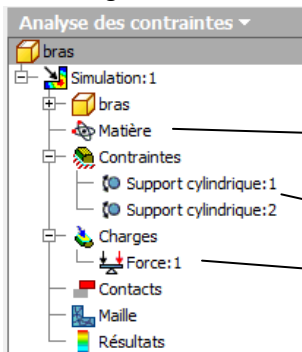 Analyse des contraintes
bras
Simulation:1
bras
Matière
Contraintes
Support cylindrique:1
Support cylindrique:2
Charges
Force:1
Contacts
Maille
Résultats